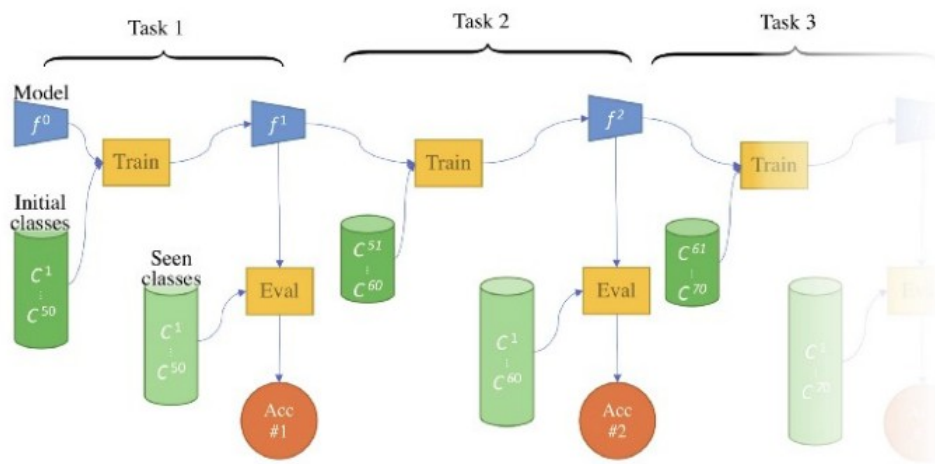 Task 1
Task 2
Task 3
Model
f⁰
f¹
f²
Train
Train
Train
Initial
classes
C¹
⋮
C⁵⁰
Seen
classes
C¹
⋮
C⁵⁰
Eval
Acc
#1
C⁵¹
⋮
C⁶⁰
C¹
⋮
C⁶⁰
Eval
Acc
#2
C⁶¹
⋮
C⁷⁰
C¹
⋮
C⁷⁰